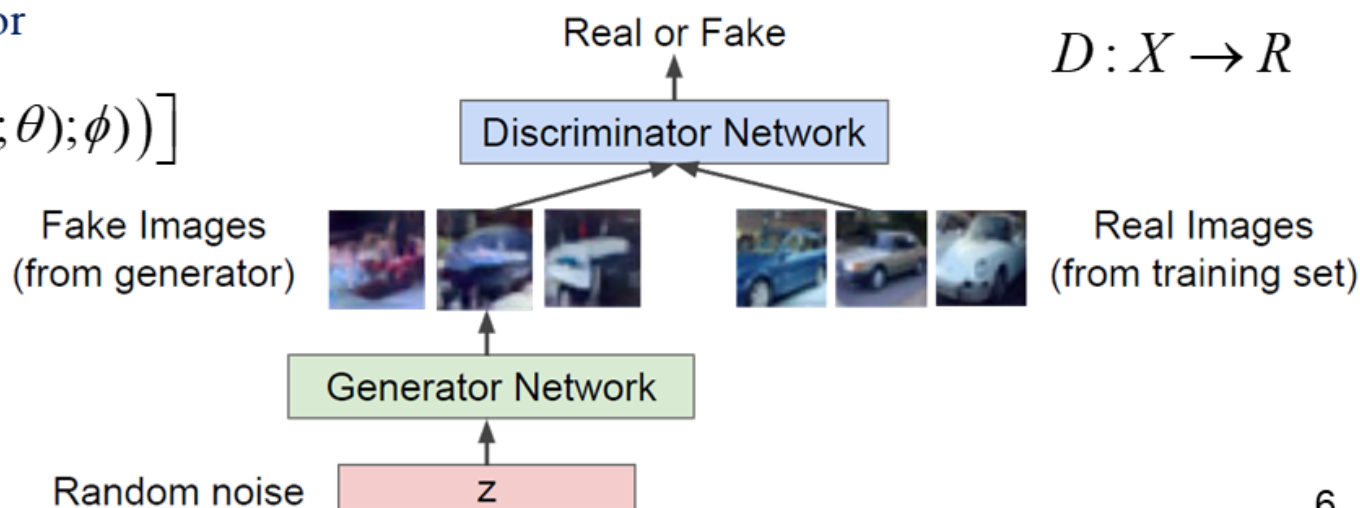 or
Real or Fake
D : X → R
; θ); ϕ))]
Discriminator Network
Fake Images
(from generator)
Real Images
(from training set)
Generator Network
Random noise
z
6